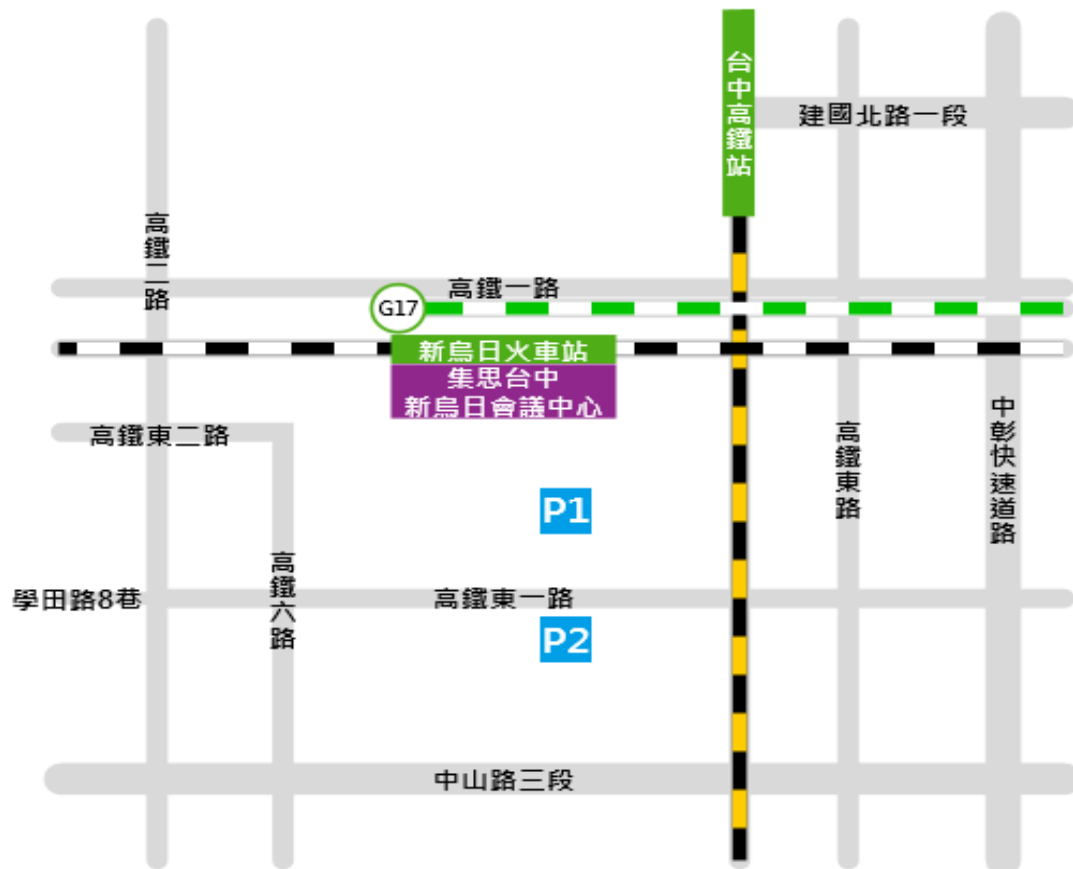 台中高鐵站
建國北路一段
高鐵二路
高鐵一路
G17
新烏日火車站
集思台中
新烏日會議中心
高鐵東二路
高鐵東路
中彰快速道路
P1
高鐵六路
學田路8巷
高鐵東一路
P2
中山路三段